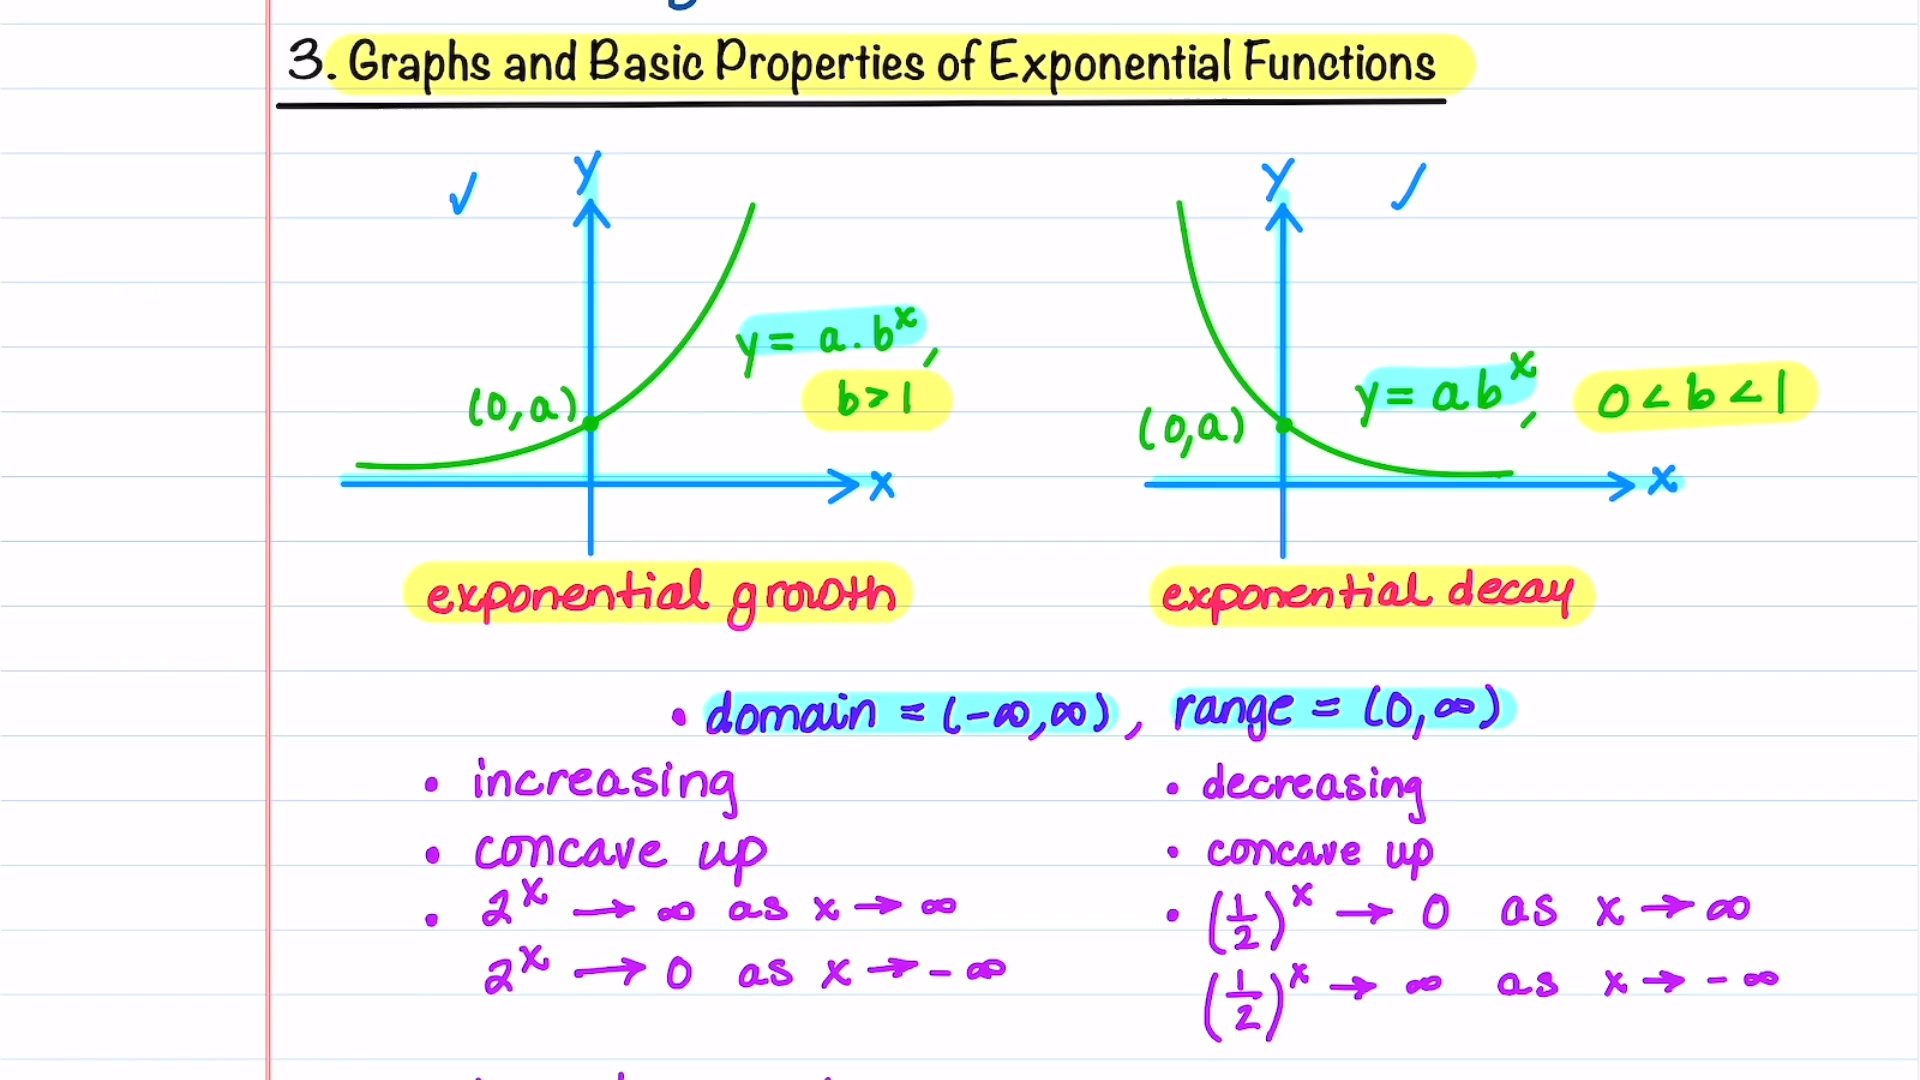 3. Graphs and Basic Properties of Exponential Functions
y
(0,a)
y = a.b^x,
b>1
x
exponential growth
y
(0,a)
y = ab^x, 0<b<1
x
exponential decay
• domain = (-∞,∞), range = (0,∞)
• increasing
• concave up
• 2^x → ∞ as x → ∞
2^x → 0 as x → -∞
• decreasing
• concave up
• (1/2)^x → 0 as x → ∞
(1/2)^x → ∞ as x → -∞